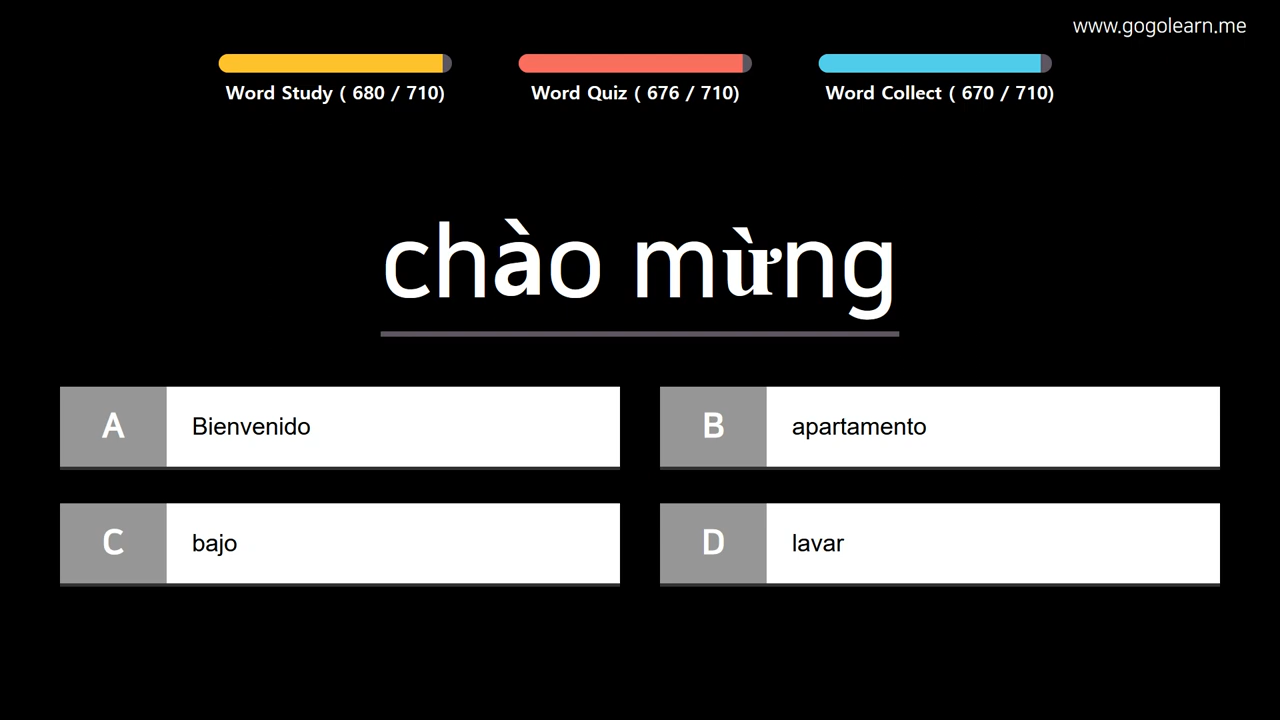 www.gogolearn.me
Word Study ( 680 / 710)
Word Quiz ( 676 / 710)
Word Collect ( 670 / 710)
chào mừng
A Bienvenido
B apartamento
C bajo
D lavar